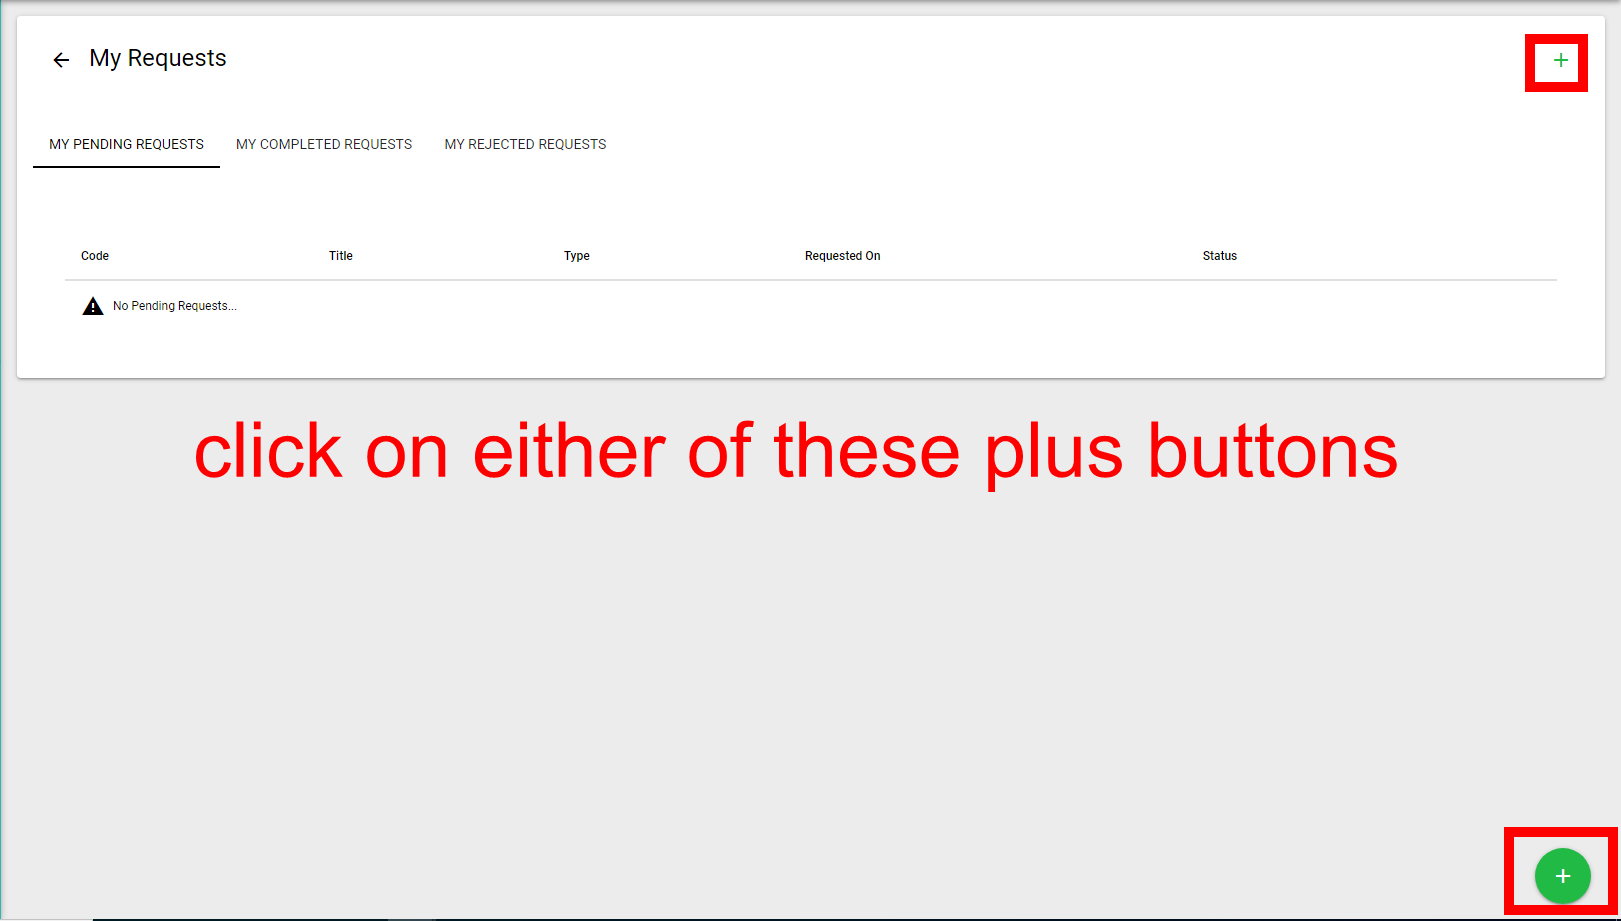 My Requests
MY PENDING REQUESTS MY COMPLETED REQUESTS MY REJECTED REQUESTS
Code Title Type Requested On Status
No Pending Requests...
click on either of these plus buttons